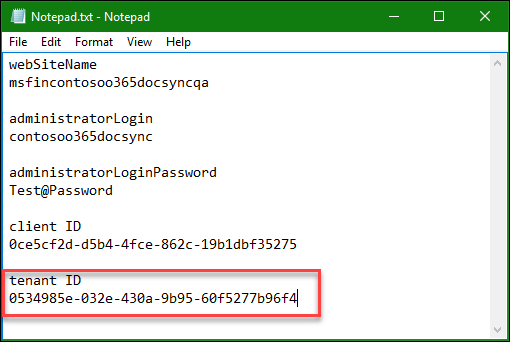 Notepad.txt - Notepad
File Edit Format View Help
webSiteName
msfincontosoo365docsyncqa
administratorLogin
contosoo365docsync
administratorLoginPassword
Test@Password
client ID
0ce5cf2d-d5b4-4fce-862c-19b1dbf35275
tenant ID
0534985e-032e-430a-9b95-60f5277b96f4